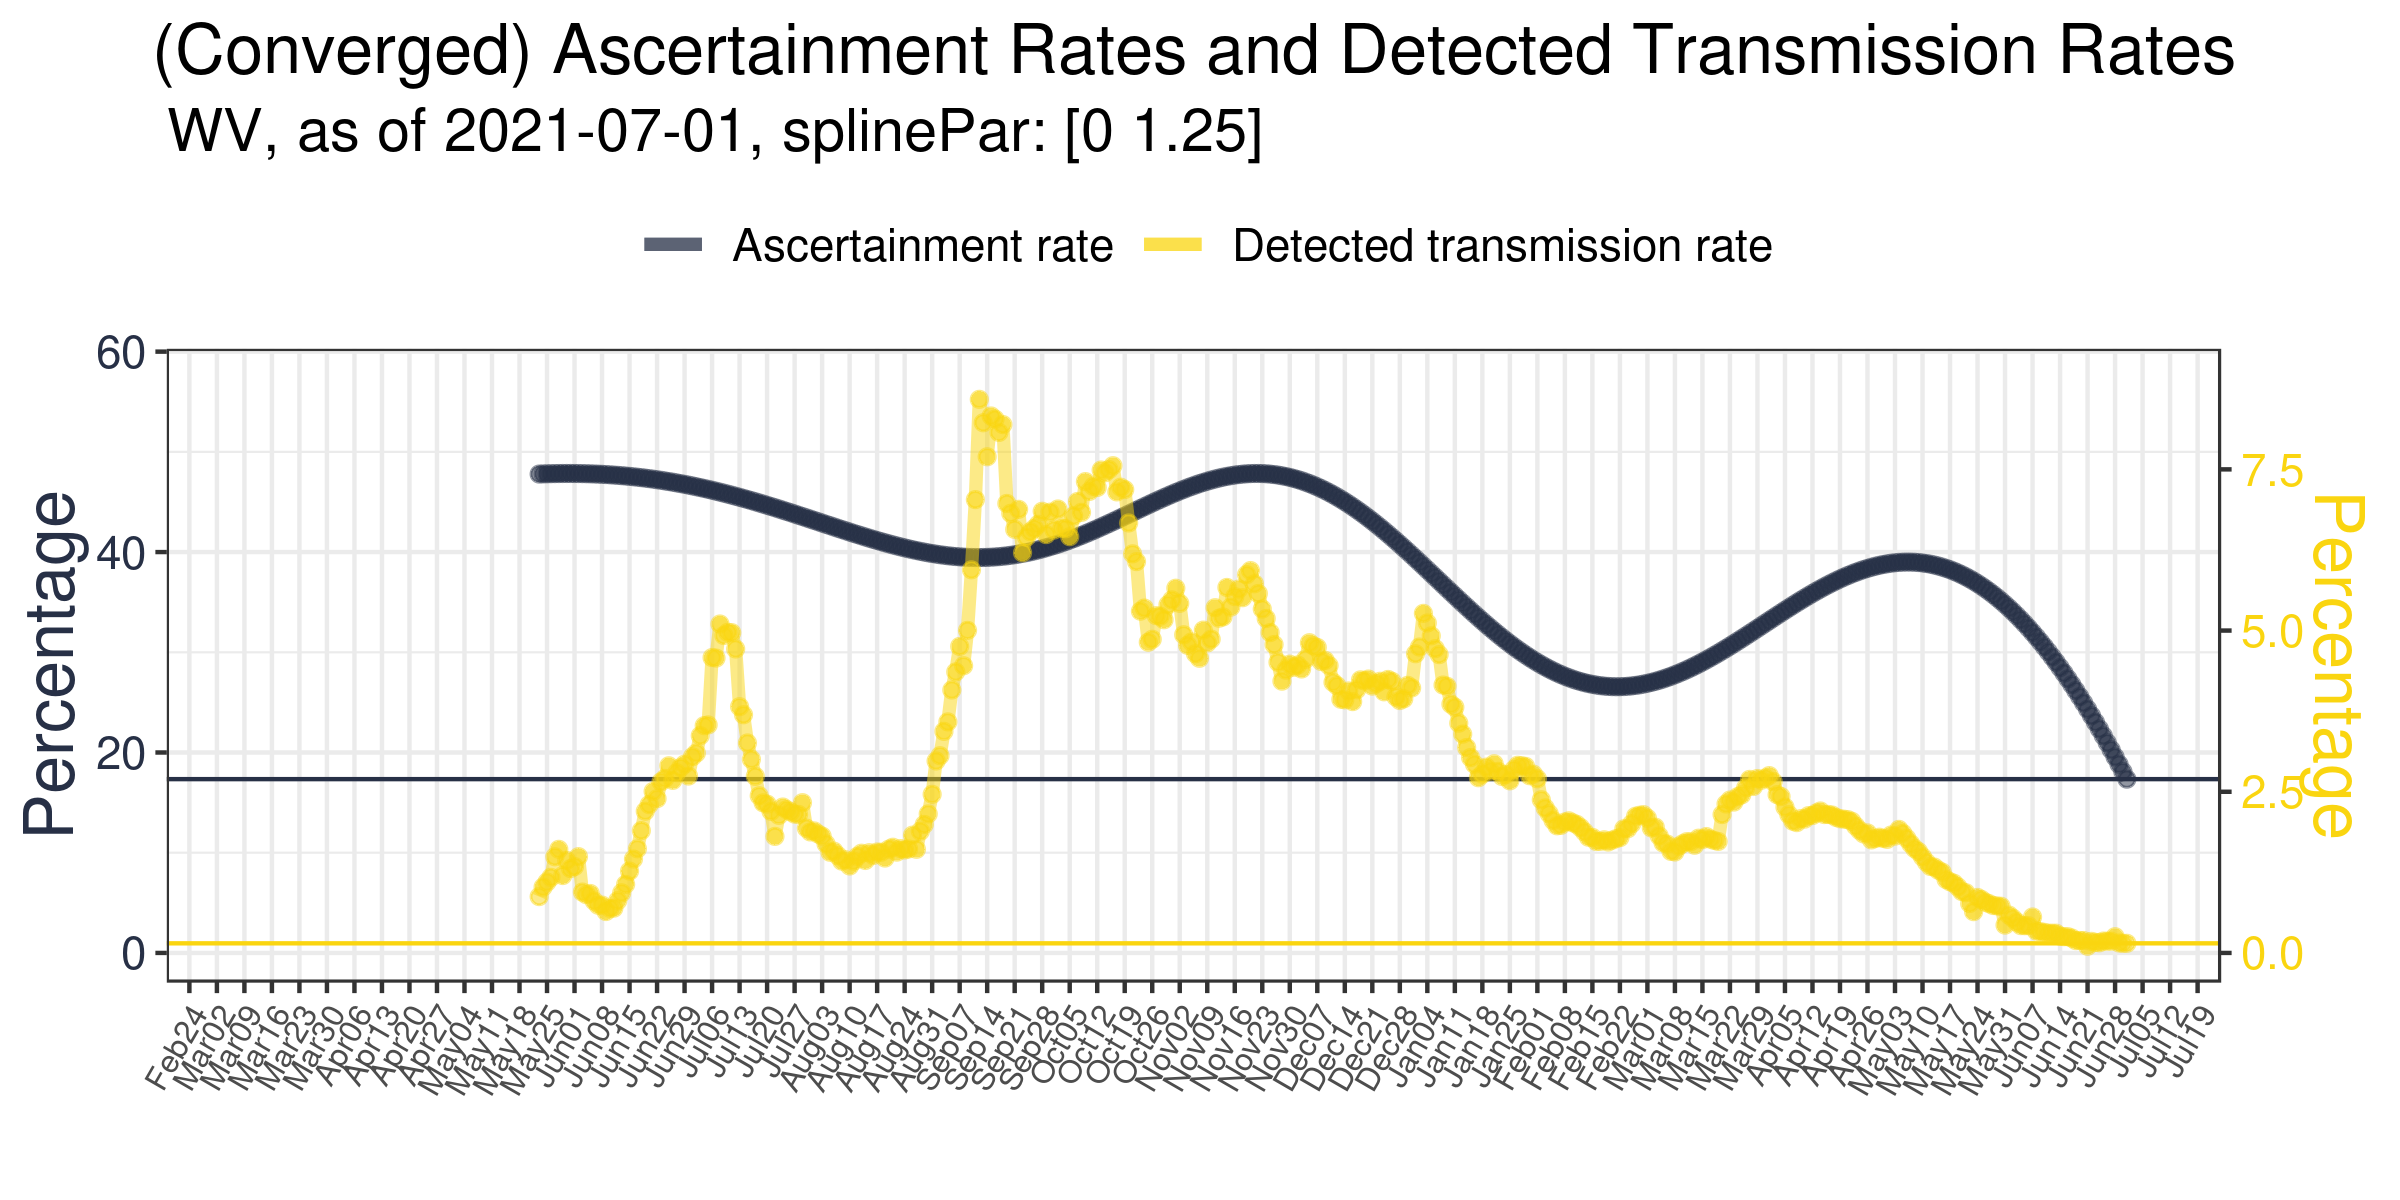 (Converged) Ascertainment Rates and Detected Transmission Rates
WV, as of 2021-07-01, splinePar: [0 1.25]
Ascertainment rate
Detected transmission rate
60
40
20
0
Percentage
7.5
5.0
2.5
0.0
Percentage
Feb24
Mar02
Mar09
Mar16
Mar23
Mar30
Apr06
Apr13
Apr20
Apr27
May04
May11
May18
May25
Jun01
Jun08
Jun15
Jun22
Jun29
Jul06
Jul13
Jul20
Jul27
Aug03
Aug10
Aug17
Aug24
Aug31
Sep07
Sep14
Sep21
Sep28
Oct05
Oct12
Oct19
Oct26
Nov02
Nov09
Nov16
Nov23
Nov30
Dec07
Dec14
Dec21
Dec28
Jan04
Jan11
Jan18
Jan25
Feb01
Feb08
Feb15
Feb22
Mar01
Mar08
Mar15
Mar22
Mar29
Apr05
Apr12
Apr19
Apr26
May03
May10
May17
May24
May31
Jun07
Jun14
Jun21
Jun28
Jul05
Jul12
Jul19